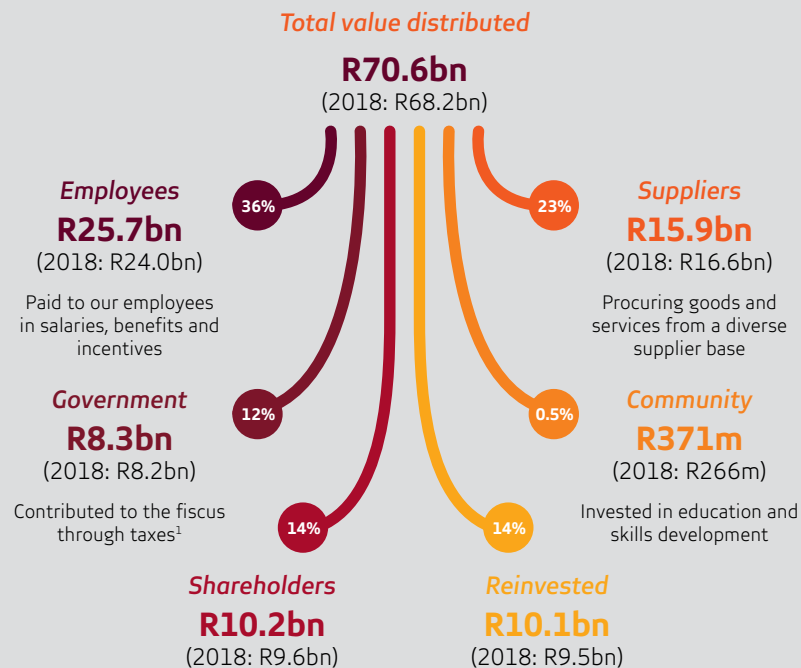 Total value distributed
R70.6bn
(2018: R68.2bn)
Employees
36%
R25.7bn
(2018: R24.0bn)
Paid to our employees
in salaries, benefits and
incentives
Suppliers
23%
R15.9bn
(2018: R16.6bn)
Procuring goods and
services from a diverse
supplier base
Government
12%
R8.3bn
(2018: R8.2bn)
Contributed to the fiscus
through taxes¹
Community
0.5%
R371m
(2018: R266m)
Invested in education and
skills development
14%
Shareholders
R10.2bn
(2018: R9.6bn)
14%
Reinvested
R10.1bn
(2018: R9.5bn)